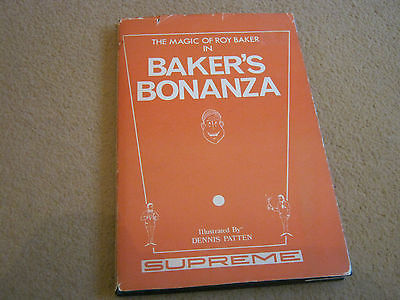 THE MAGIC OF ROY BAKER
IN
BAKER'S
BONANZA
Illustrated By
DENNIS PATTEN
SUPREME